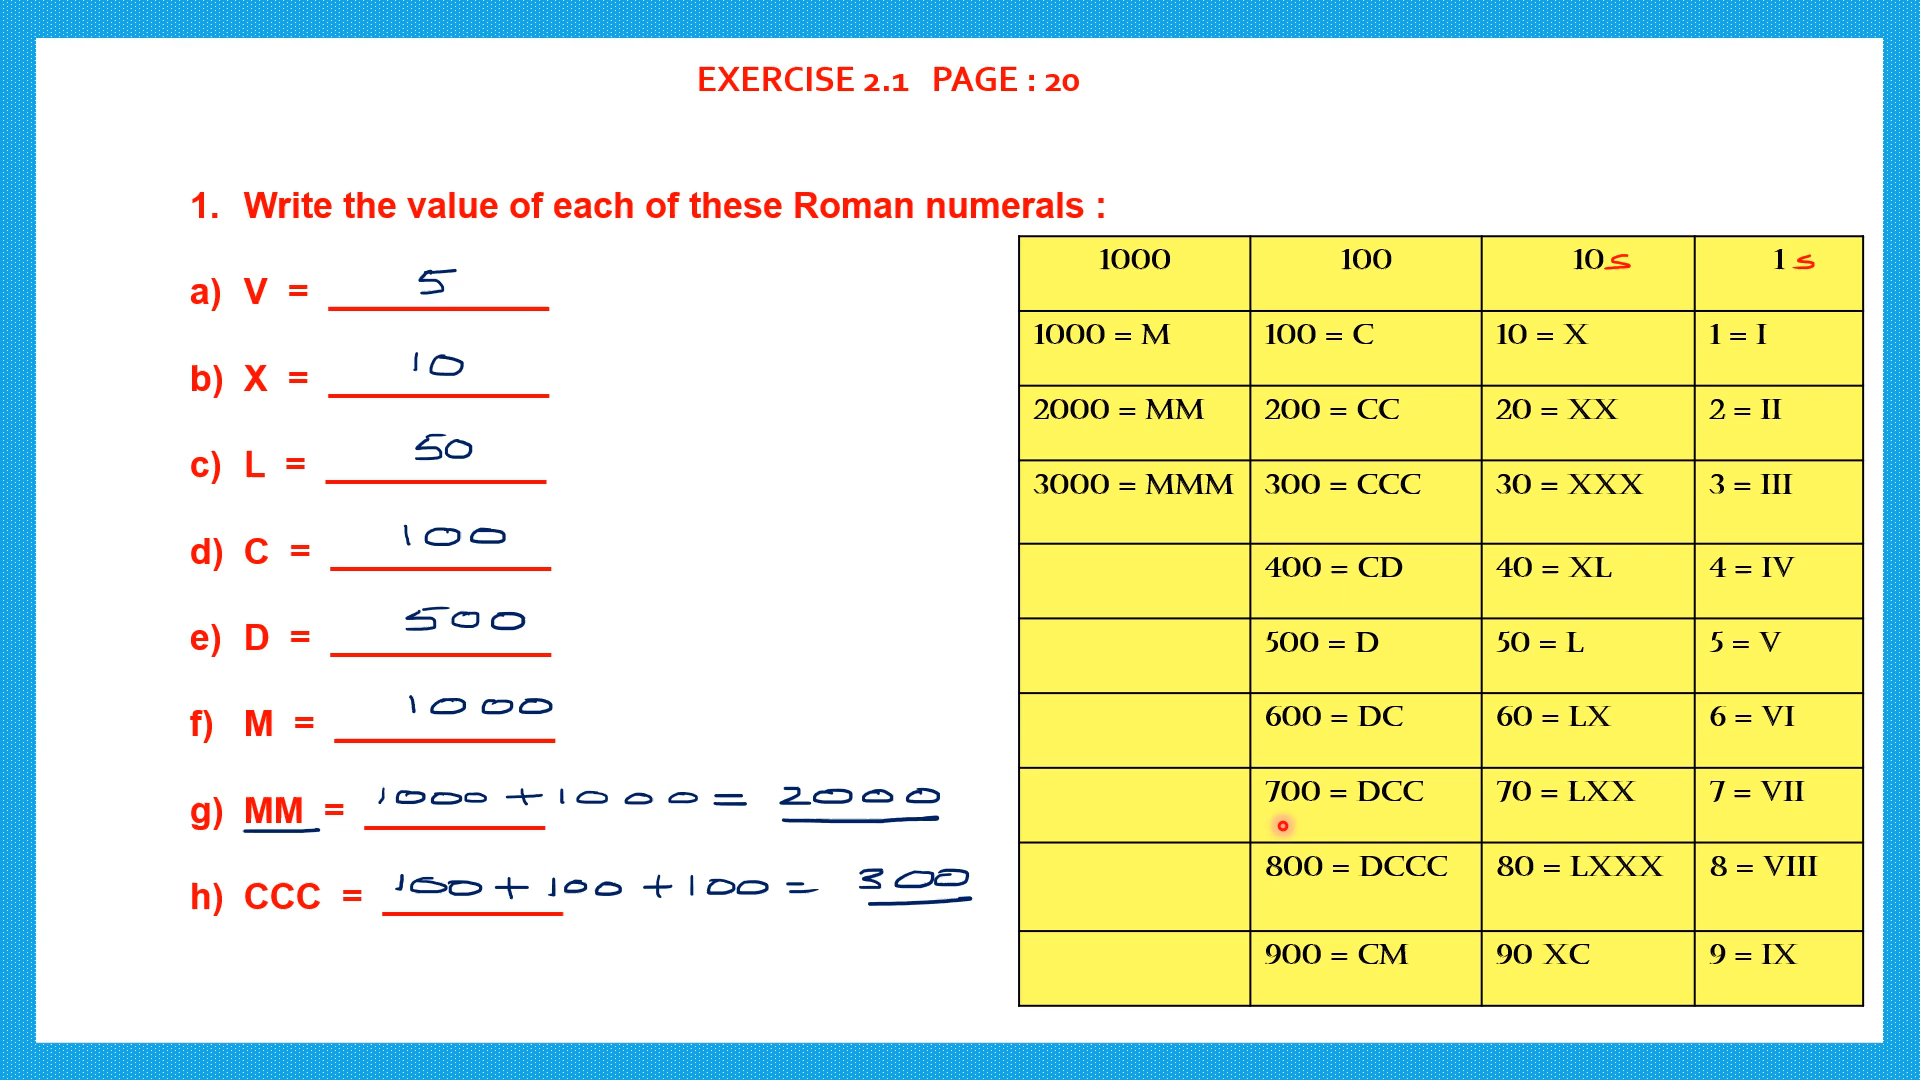 EXERCISE 2.1 PAGE : 20
1. Write the value of each of these Roman numerals :
a) V = 5
b) X = 10
c) L = 50
d) C = 100
e) D = 500
f) M = 1000
g) MM = 1000 + 1000 = 2000
h) CCC = 100 + 100 + 100 = 300
1000 100 10s 1s
1000 = M 100 = C 10 = X 1 = I
2000 = MM 200 = CC 20 = XX 2 = II
3000 = MMM 300 = CCC 30 = XXX 3 = III
400 = CD 40 = XL 4 = IV
500 = D 50 = L 5 = V
600 = DC 60 = LX 6 = VI
700 = DCC 70 = LXX 7 = VII
800 = DCCC 80 = LXXX 8 = VIII
900 = CM 90 XC 9 = IX